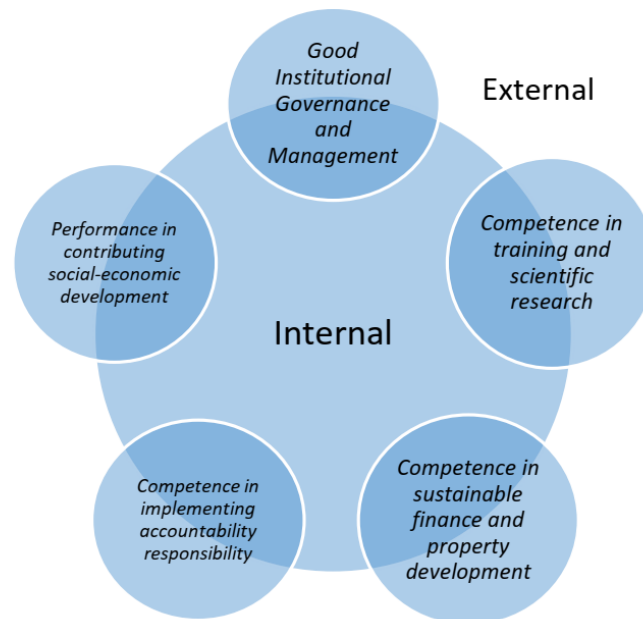 Good
Institutional
Governance
and
Management
External
Competence in
training and
scientific
research
Competence in
sustainable
finance and
property
development
Competence in
implementing
accountability
responsibility
Performance in
contributing
social-economic
development
Internal